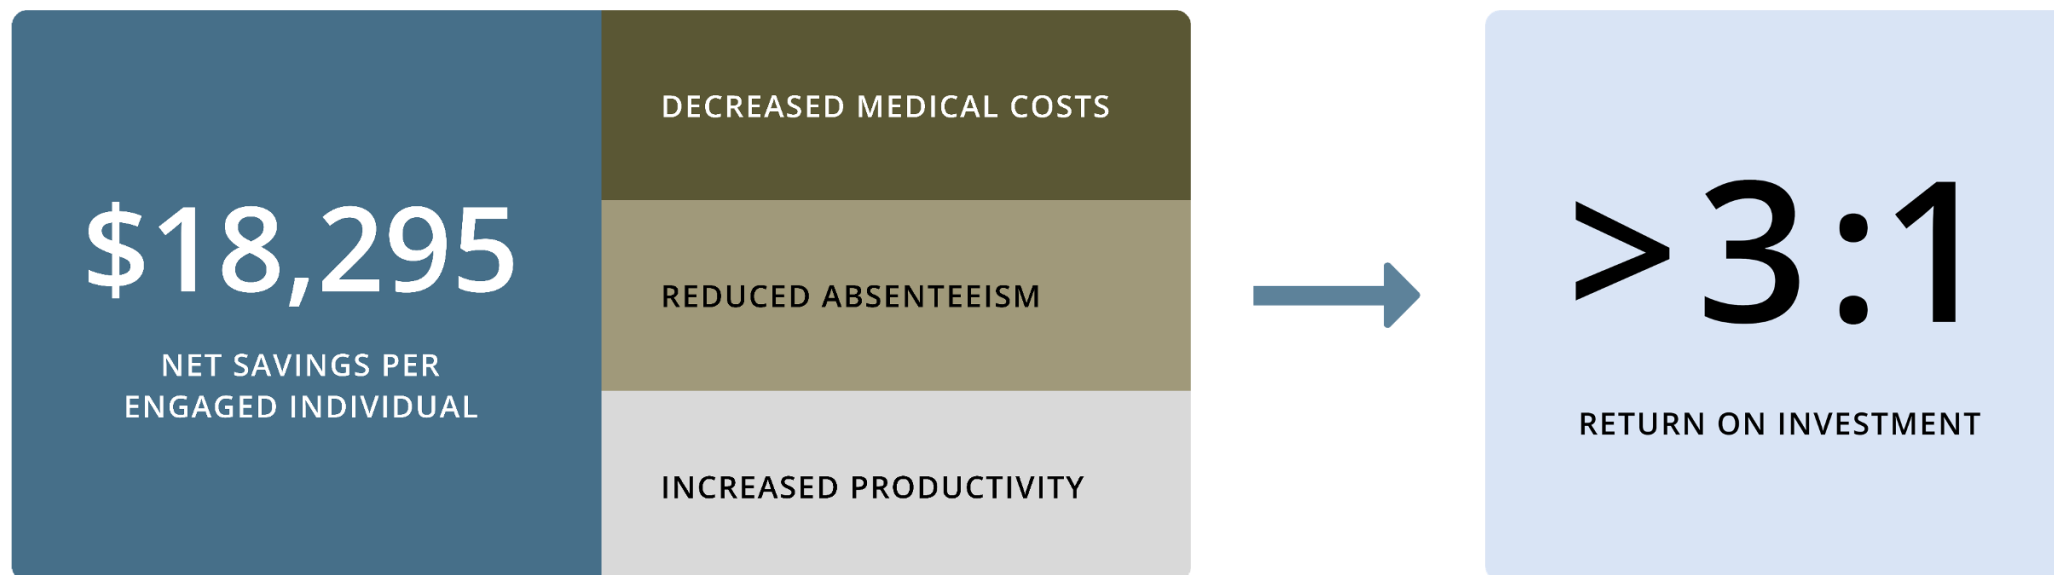 $18,295
NET SAVINGS PER
ENGAGED INDIVIDUAL
DECREASED MEDICAL COSTS
REDUCED ABSENTEEISM
INCREASED PRODUCTIVITY
>3:1
RETURN ON INVESTMENT